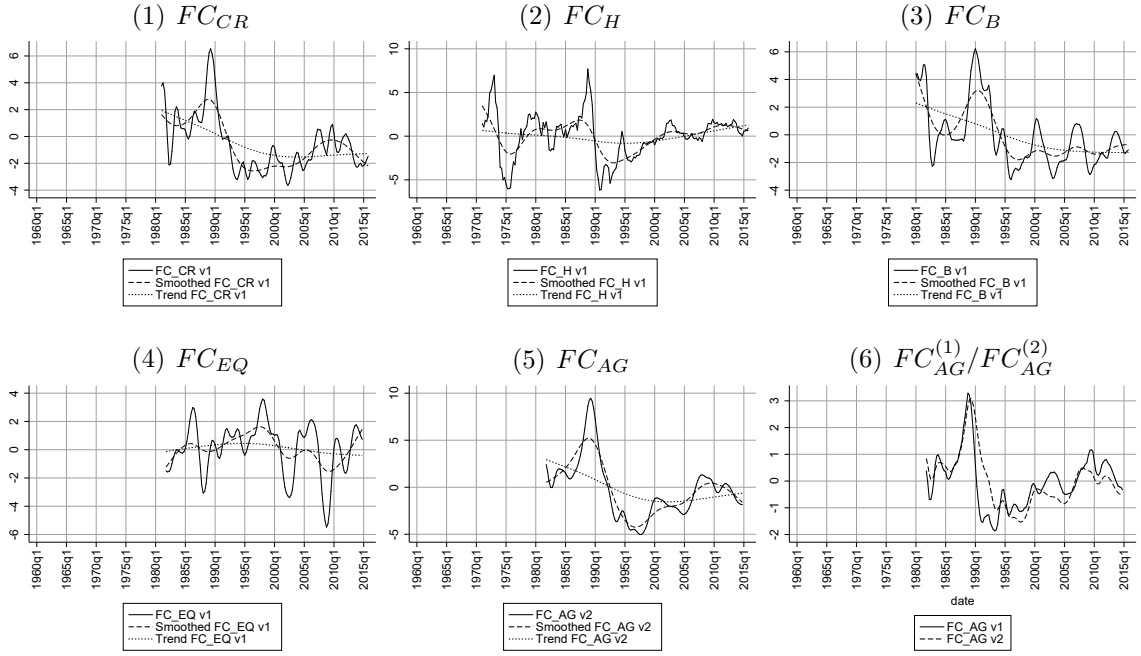 (1) FC_CR
(2) FC_H
(3) FC_B
6
4
2
0
-2
-4
1960q1
1965q1
1970q1
1975q1
1980q1
1985q1
1990q1
1995q1
2000q1
2005q1
2010q1
2015q1
FC_CR v1
Smoothed FC_CR v1
Trend FC_CR v1
10
5
0
-5
1960q1
1965q1
1970q1
1975q1
1980q1
1985q1
1990q1
1995q1
2000q1
2005q1
2010q1
2015q1
FC_H v1
Smoothed FC_H v1
Trend FC_H v1
6
4
2
0
-2
-4
1960q1
1965q1
1970q1
1975q1
1980q1
1985q1
1990q1
1995q1
2000q1
2005q1
2010q1
2015q1
FC_B v1
Smoothed FC_B v1
Trend FC_B v1
(4) FC_EQ
(5) FC_AG
(6) FC_AG^(1)/FC_AG^(2)
4
2
0
-2
-4
-6
1960q1
1965q1
1970q1
1975q1
1980q1
1985q1
1990q1
1995q1
2000q1
2005q1
2010q1
2015q1
FC_EQ v1
Smoothed FC_EQ v1
Trend FC_EQ v1
10
5
0
-5
1960q1
1965q1
1970q1
1975q1
1980q1
1985q1
1990q1
1995q1
2000q1
2005q1
2010q1
2015q1
FC_AG v2
Smoothed FC_AG v2
Trend FC_AG v2
3
2
1
0
-1
-2
1960q1
1965q1
1970q1
1975q1
1980q1
1985q1
1990q1
1995q1
2000q1
2005q1
2010q1
2015q1
date
FC_AG v1
FC_AG v2